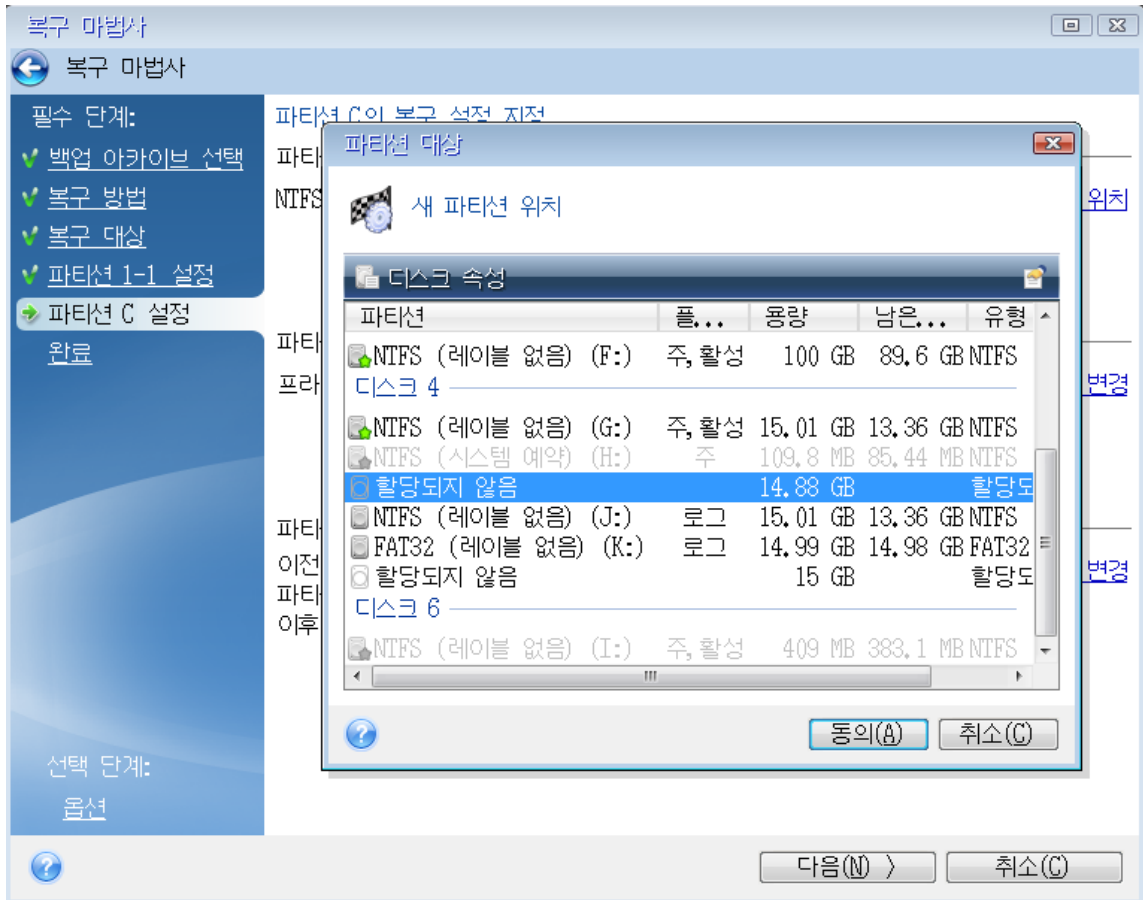 복구 마법사
복구 마법사
필수 단계:
백업 아카이브 선택
복구 방법
복구 대상
파티션 1-1 설정
파티션 C 설정
완료
선택 단계:
옵션
파티션 C의 복구 설정 지정
파티
NTFS
위치
파티
프라
변경
파티
이전
파티
이후
변경
파티션 대상
새 파티션 위치
디스크 속성
파티션 플... 용량 남은... 유형
NTFS (레이블 없음) (F:) 주,활성 100 GB 89.6 GB NTFS
디스크 4
NTFS (레이블 없음) (G:) 주,활성 15.01 GB 13.36 GB NTFS
NTFS (시스템 예약) (H:) 주 109.8 MB 85.44 MB NTFS
할당되지 않음 14.88 GB 할당되
NTFS (레이블 없음) (J:) 로그 15.01 GB 13.36 GB NTFS
FAT32 (레이블 없음) (K:) 로그 14.99 GB 14.98 GB FAT32
할당되지 않음 15 GB 할당되
디스크 6
NTFS (레이블 없음) (I:) 주,활성 409 MB 383.1 MB NTFS
동의(A) 취소(C)
다음(N) > 취소(C)